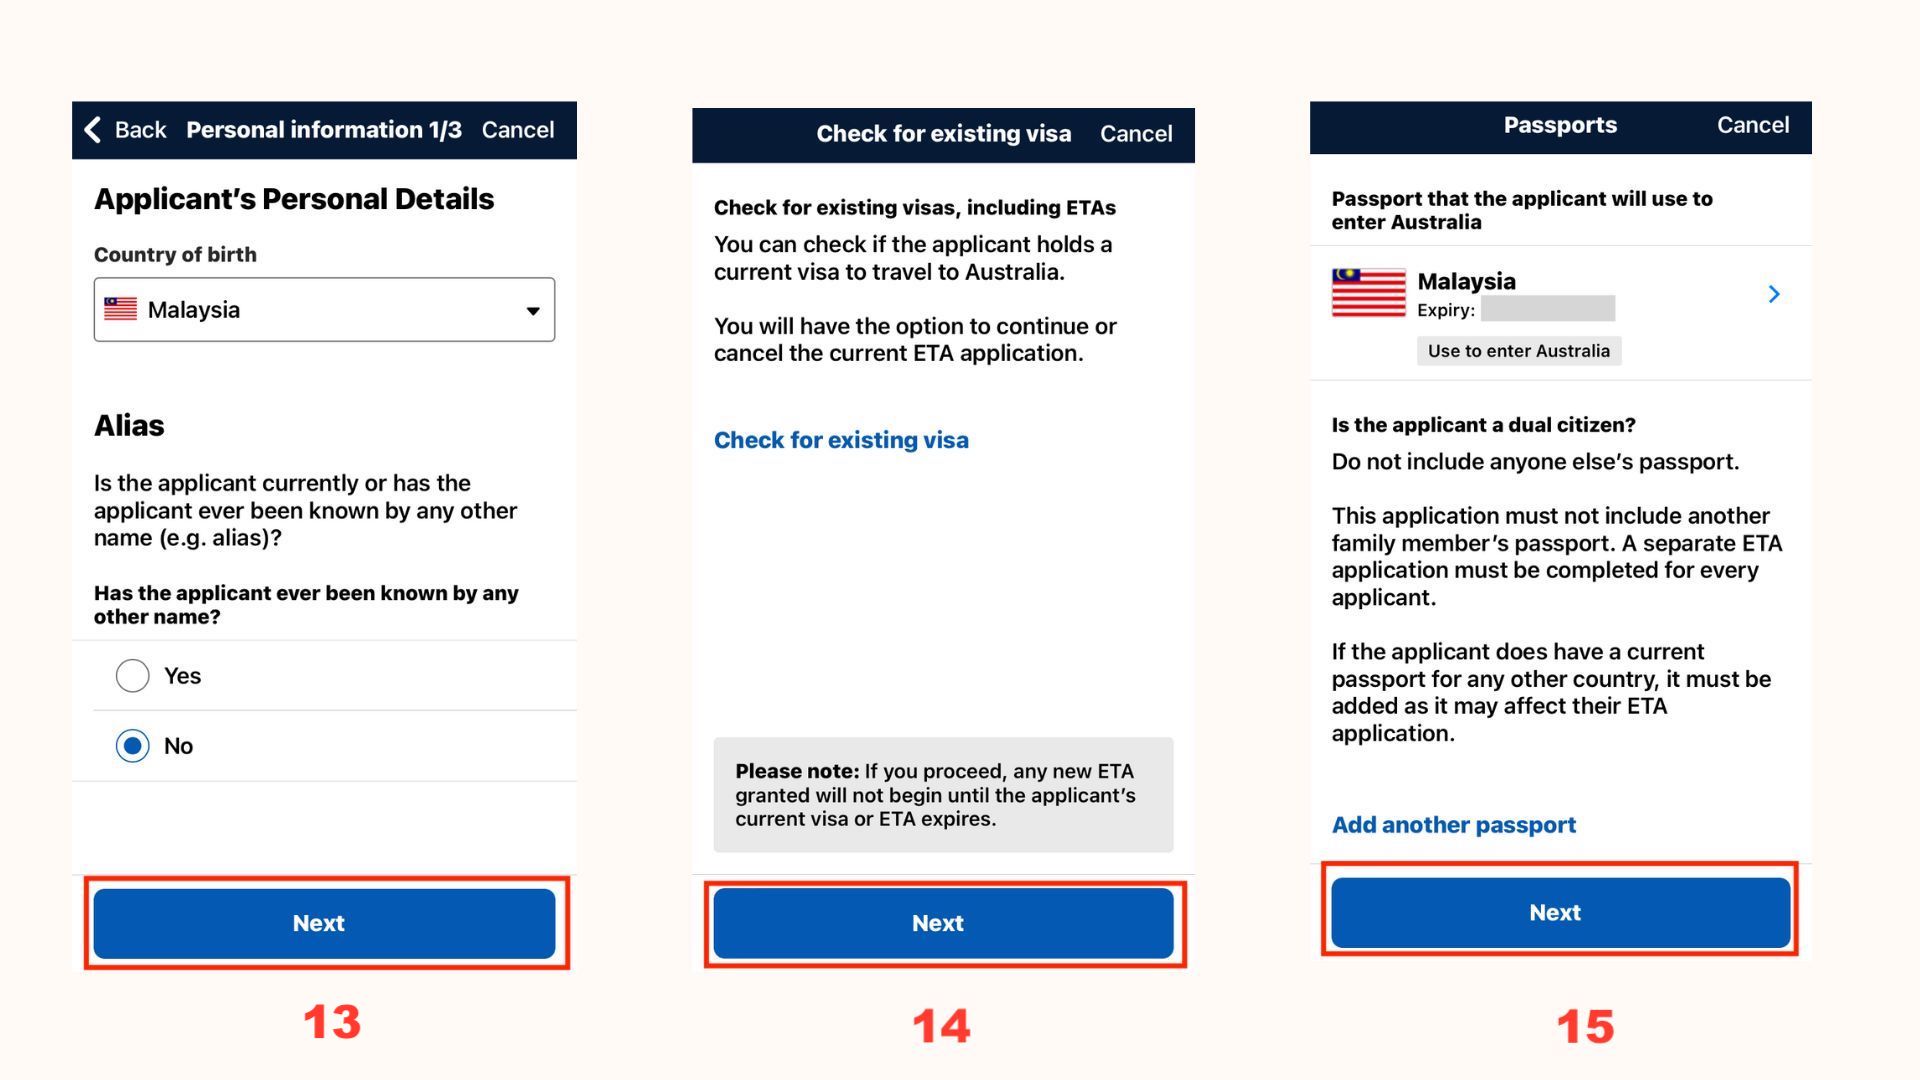 Back Personal information 1/3 Cancel
Applicant's Personal Details
Country of birth
Malaysia
Alias
Is the applicant currently or has the
applicant ever been known by any other
name (e.g. alias)?
Has the applicant ever been known by any
other name?
Yes
No
Next
13
Check for existing visa Cancel
Check for existing visas, including ETAs
You can check if the applicant holds a
current visa to travel to Australia.
You will have the option to continue or
cancel the current ETA application.
Check for existing visa
Please note: If you proceed, any new ETA
granted will not begin until the applicant's
current visa or ETA expires.
Next
14
Passports Cancel
Passport that the applicant will use to
enter Australia
Malaysia
Expiry:
Use to enter Australia
Is the applicant a dual citizen?
Do not include anyone else's passport.
This application must not include another
family member's passport. A separate ETA
application must be completed for every
applicant.
If the applicant does have a current
passport for any other country, it must be
added as it may affect their ETA
application.
Add another passport
Next
15